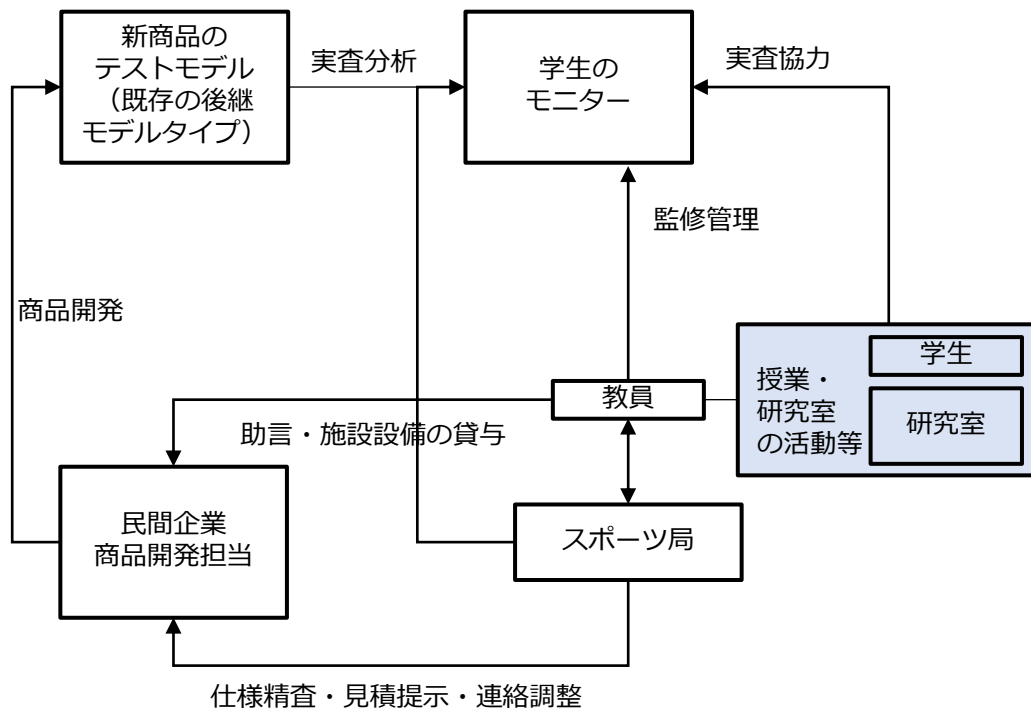 新商品の
テストモデル
（既存の後継
モデルタイプ）
実査分析
学生の
モニター
実査協力
監修管理
商品開発
学生
授業・
研究室
の活動等
研究室
教員
助言・施設設備の貸与
民間企業
商品開発担当
スポーツ局
仕様精査・見積提示・連絡調整